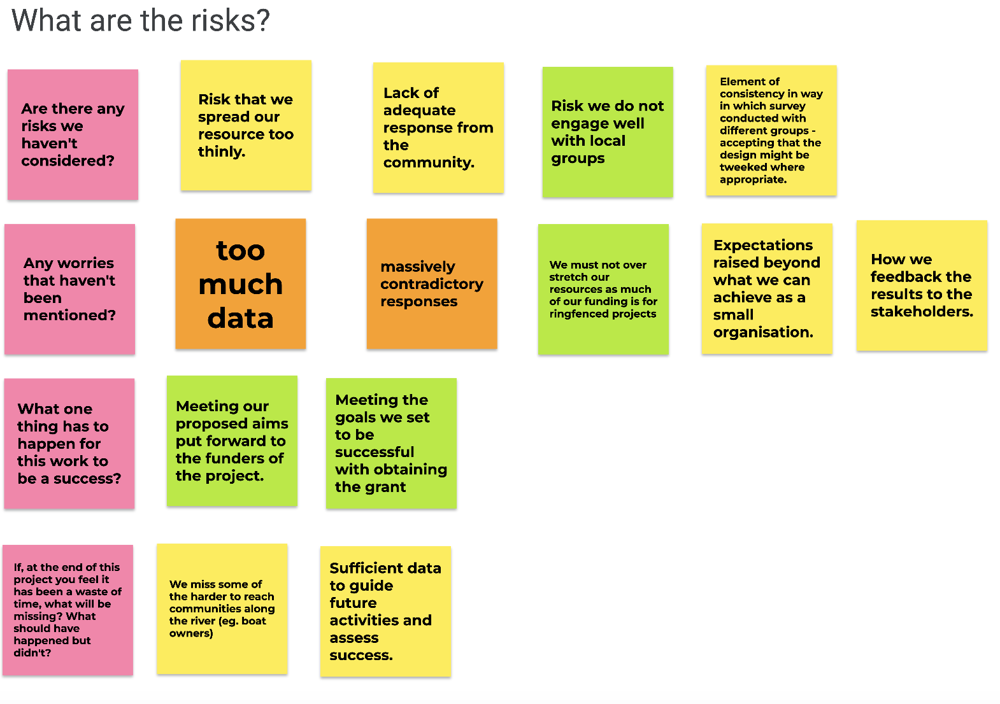 What are the risks?
Are there any
risks we
haven't
considered?
Risk that we
spread our
resource too
thinly.
Lack of
adequate
response from
the
community.
Risk we do not
engage well
with local
groups
Element of
consistency in way
in which survey
conducted with
different groups -
accepting that the
design might be
tweeked where
appropriate.
Any worries
that haven't
been
mentioned?
too
much
data
massively
contradictory
responses
We must not over
stretch our
resources as much
of our funding is for
ringfenced projects
Expectations
raised beyond
what we can
achieve as a
small
organisation.
How we
feedback the
results to the
stakeholders.
What one
thing has to
happen for
this work to
be a success?
Meeting our
proposed aims
put forward to
the funders of
the project.
Meeting the
goals we set
to be
successful
with obtaining
the grant
If, at the end of this
project you feel it
has been a waste of
time, what will be
missing? What
should have
happened but
didn't?
We miss some of
the harder to reach
communities along
the river (eg. boat
owners)
Sufficient data
to guide
future
activities and
assess
success.